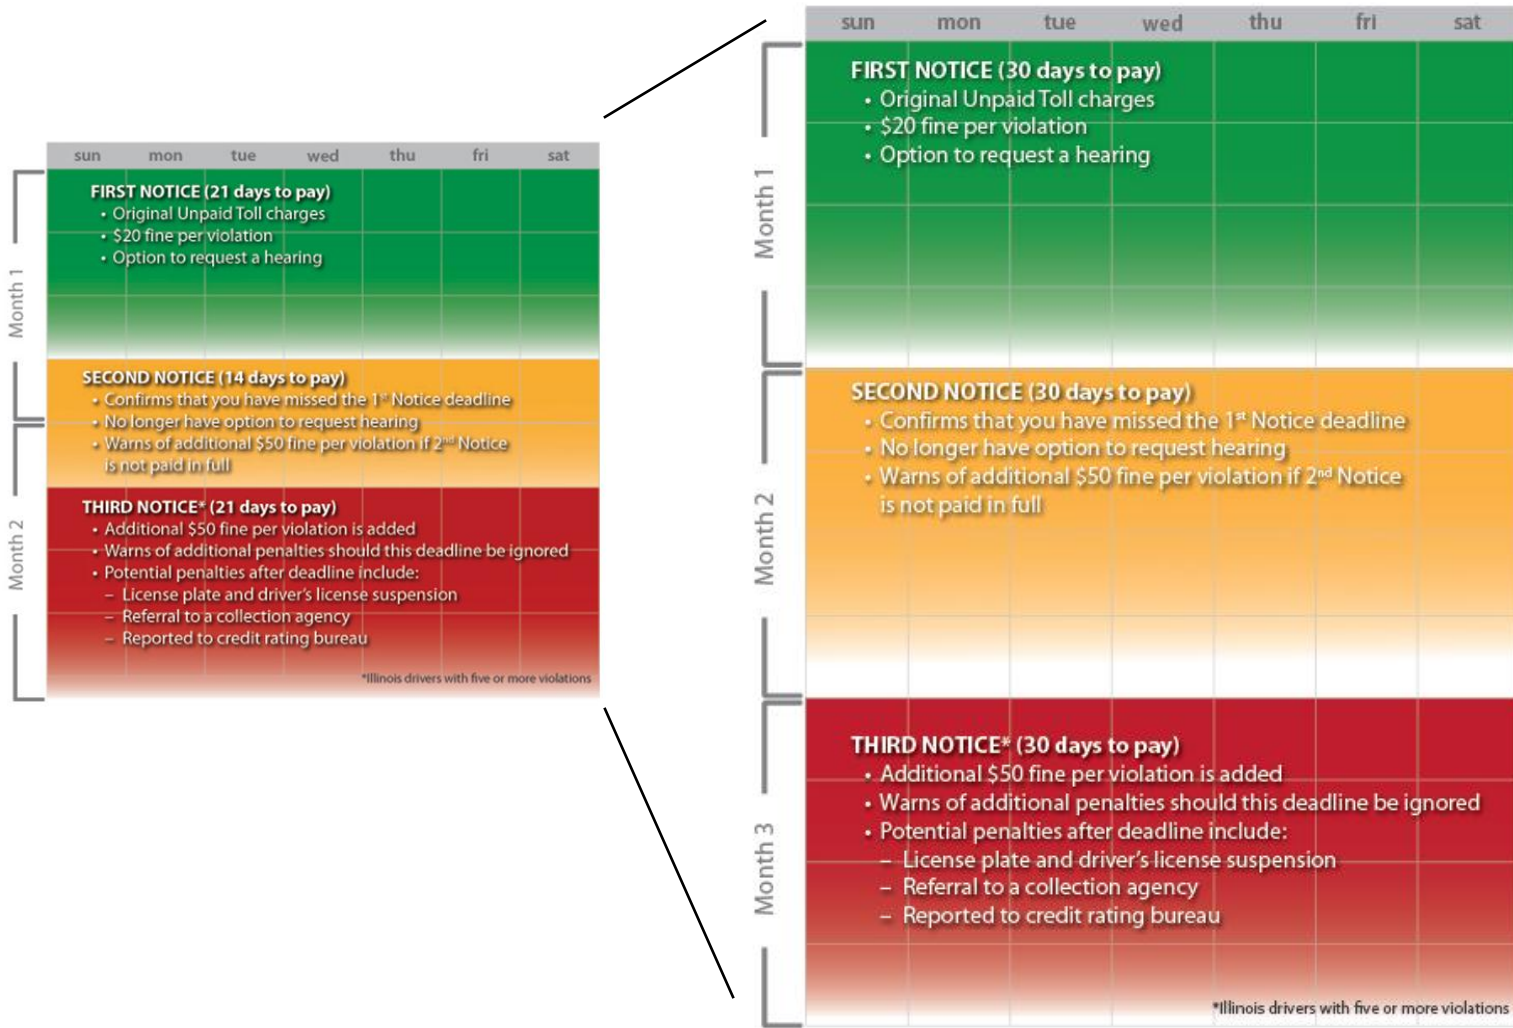 sun mon tue wed thu fri sat
Month 1
FIRST NOTICE (21 days to pay)
• Original Unpaid Toll charges
• $20 fine per violation
• Option to request a hearing
SECOND NOTICE (14 days to pay)
• Confirms that you have missed the 1st Notice deadline
• No longer have option to request hearing
• Warns of additional $50 fine per violation if 2nd Notice
is not paid in full
Month 2
THIRD NOTICE* (21 days to pay)
• Additional $50 fine per violation is added
• Warns of additional penalties should this deadline be ignored
• Potential penalties after deadline include:
– License plate and driver's license suspension
– Referral to a collection agency
– Reported to credit rating bureau
*Illinois drivers with five or more violations
sun mon tue wed thu fri sat
Month 1
FIRST NOTICE (30 days to pay)
• Original Unpaid Toll charges
• $20 fine per violation
• Option to request a hearing
Month 2
SECOND NOTICE (30 days to pay)
• Confirms that you have missed the 1st Notice deadline
• No longer have option to request hearing
• Warns of additional $50 fine per violation if 2nd Notice
is not paid in full
Month 3
THIRD NOTICE* (30 days to pay)
• Additional $50 fine per violation is added
• Warns of additional penalties should this deadline be ignored
• Potential penalties after deadline include:
– License plate and driver's license suspension
– Referral to a collection agency
– Reported to credit rating bureau
*Illinois drivers with five or more violations